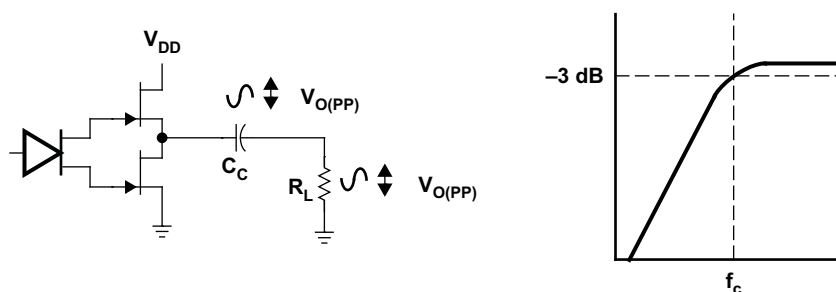 V_DD
V_O(PP)
C_C
R_L
V_O(PP)
–3 dB
f_c